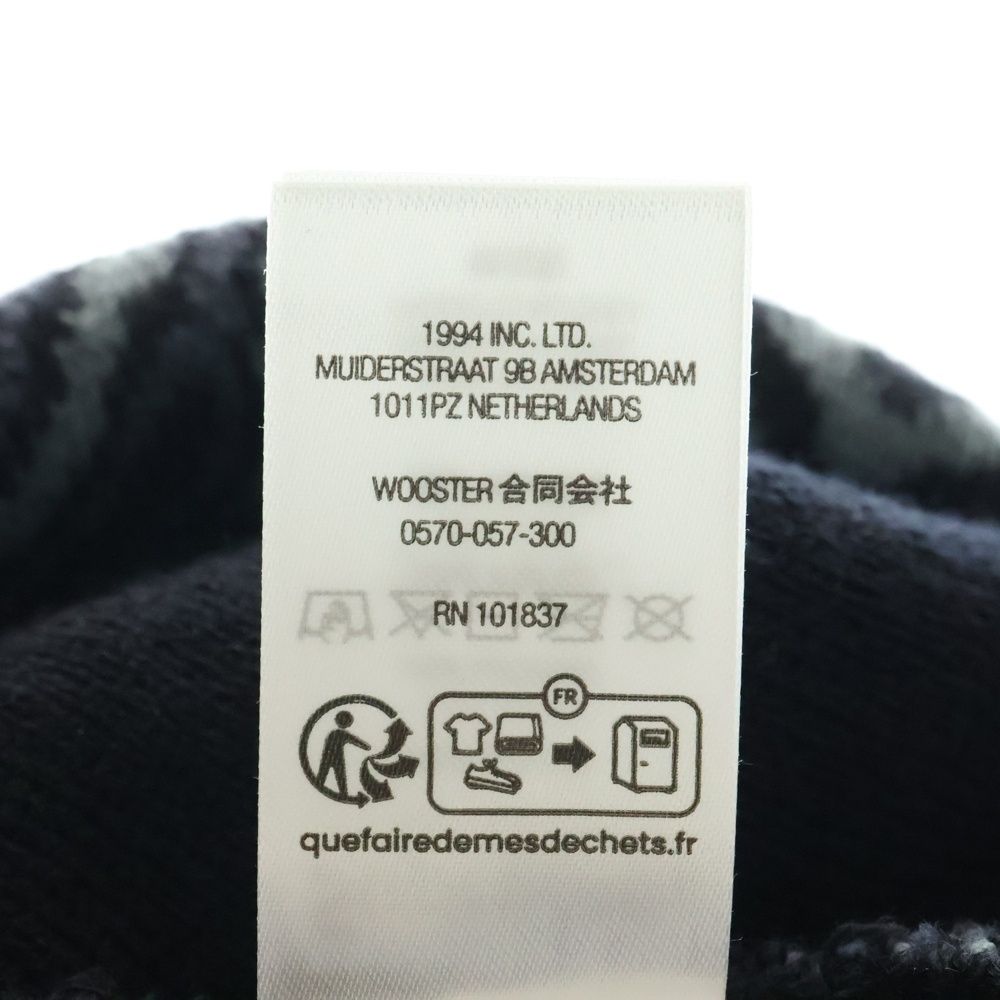 1994 INC. LTD.
MUIDERSTRAAT 9B AMSTERDAM
1011PZ NETHERLANDS
WOOSTER 合同会社
0570-057-300
RN 101837
FR
quefairedemesdechets.fr